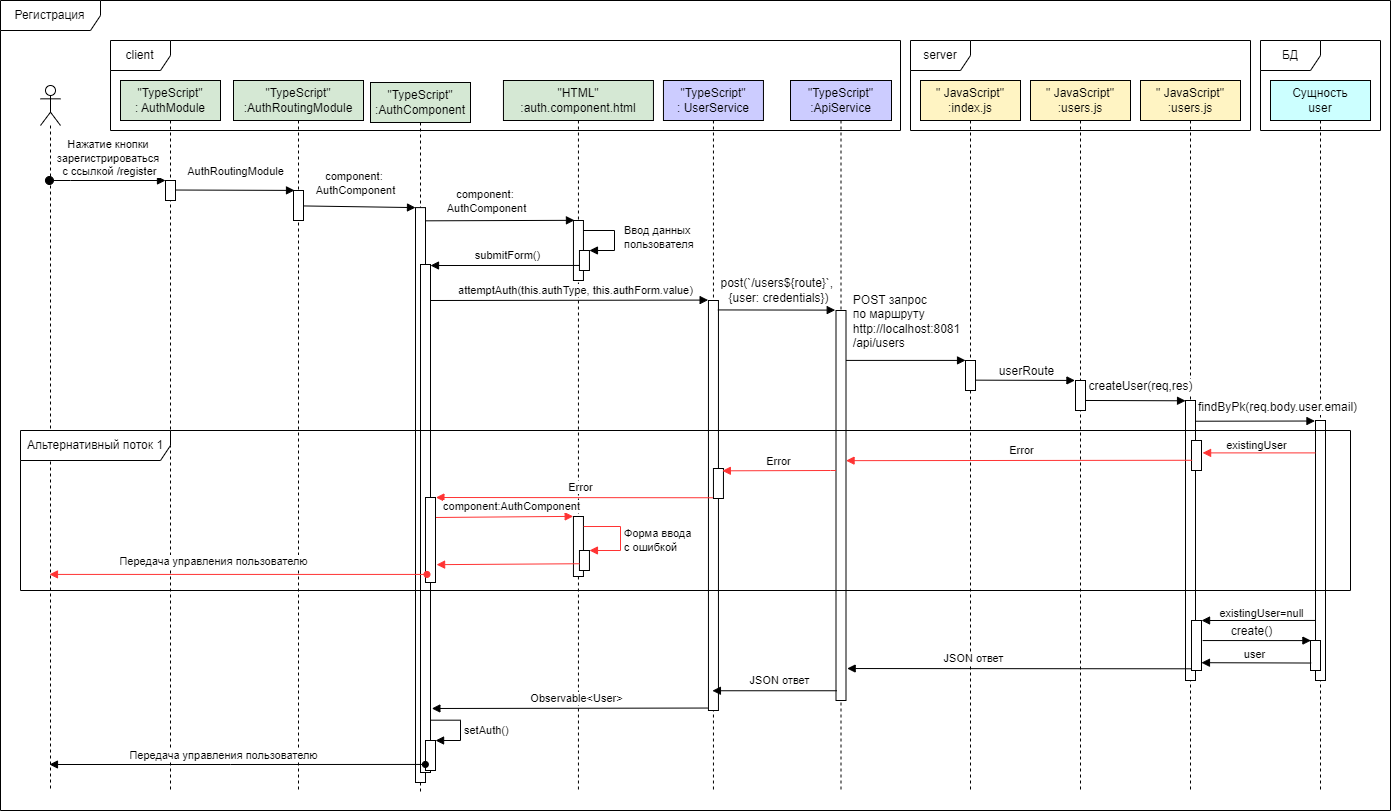 Регистрация
client
server
БД
"TypeScript"
: AuthModule
"TypeScript"
:AuthRoutingModule
"TypeScript"
:AuthComponent
"HTML"
:auth.component.html
"TypeScript"
: UserService
"TypeScript"
:ApiService
" JavaScript"
:index.js
" JavaScript"
:users.js
" JavaScript"
:users.js
Сущность
user
Нажатие кнопки
зарегистрироваться
с ссылкой /register
AuthRoutingModule
component:
AuthComponent
component:
AuthComponent
Ввод данных
пользователя
submitForm()
attemptAuth(this.authType, this.authForm.value)
post(`/users${route}`,
{user: credentials})
POST запрос
по маршруту
http://localhost:8081
/api/users
userRoute
createUser(req,res)
findByPk(req.body.user.email)
Альтернативный поток 1
existingUser
Error
Error
Error
component:AuthComponent
Форма ввода
с ошибкой
Передача управления пользователю
existingUser=null
create()
user
JSON ответ
JSON ответ
Observable<User>
setAuth()
Передача управления пользователю